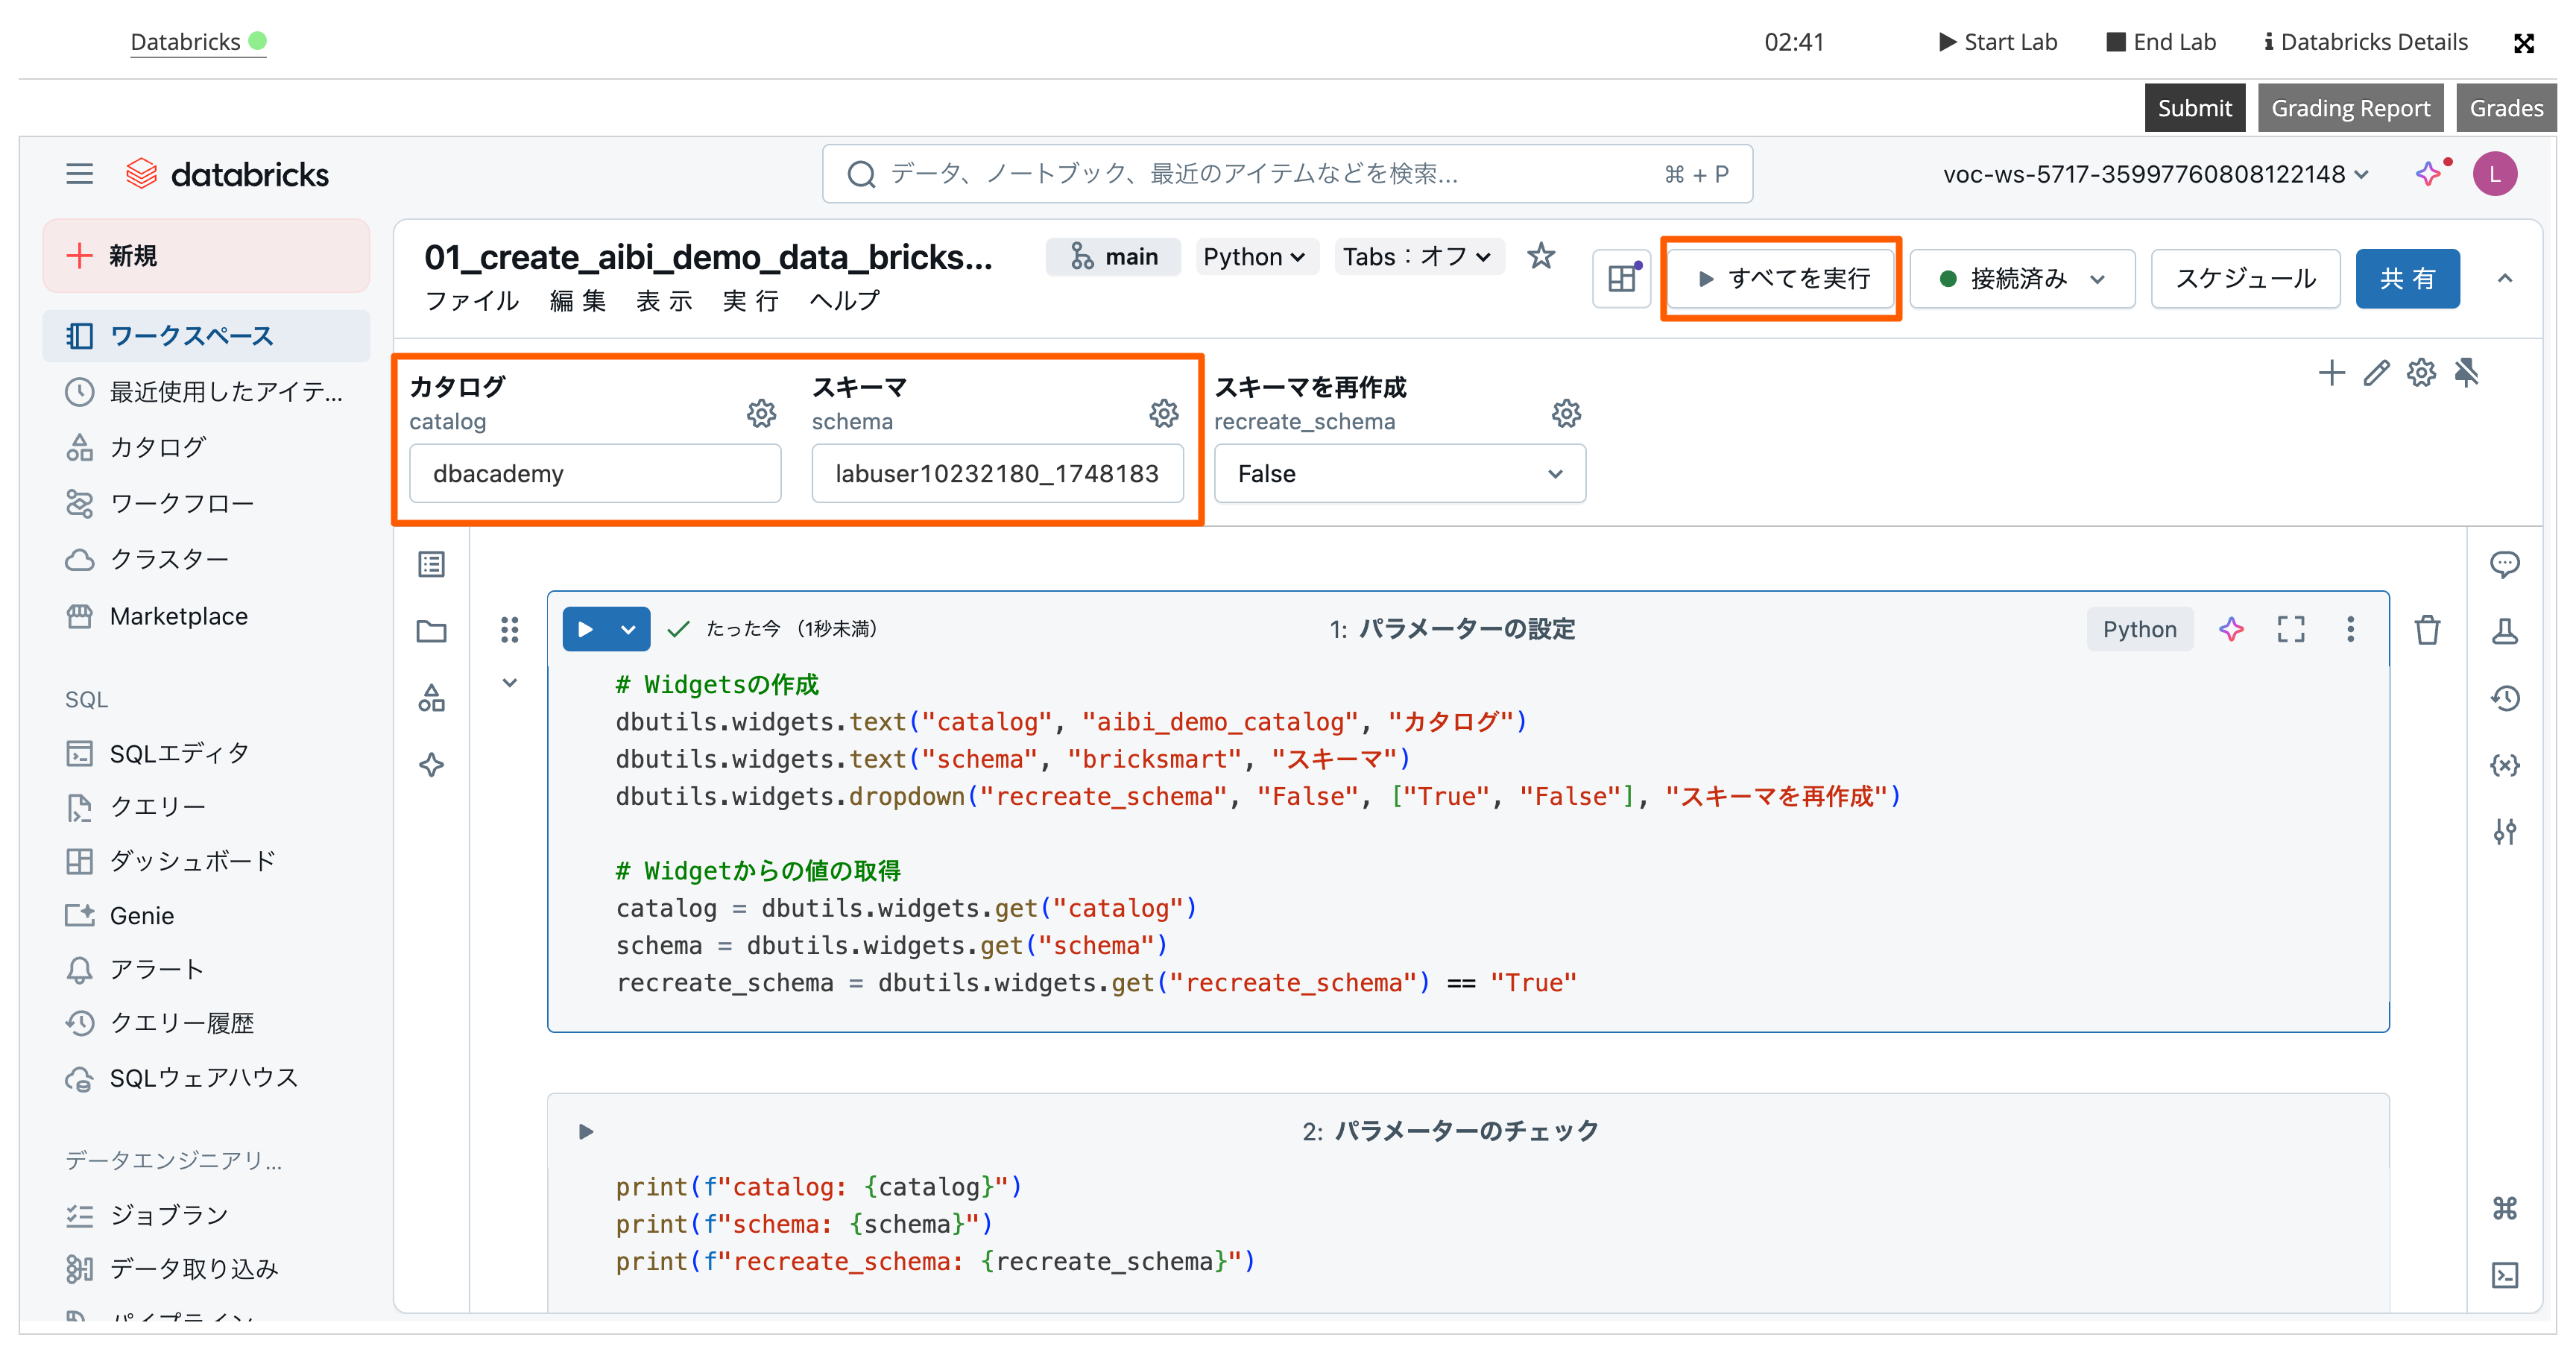 Databricks
02:41
Start Lab
End Lab
Databricks Details
Submit
Grading Report
Grades
databricks
データ、ノートブック、最近のアイテムなどを検索...
⌘ + P
voc-ws-5717-35997760808122148
L
新規
ワークスペース
最近使用したアイテ...
カタログ
ワークフロー
クラスター
Marketplace
SQL
SQLエディタ
クエリー
ダッシュボード
Genie
アラート
クエリー履歴
SQLウェアハウス
データエンジニアリ...
ジョブラン
データ取り込み
パイプライン
01_create_aibi_demo_data_bricks...
main
Python
Tabs：オフ
ファイル 編集 表示 実行 ヘルプ
すべてを実行
接続済み
スケジュール
共有
カタログ
catalog
dbacademy
スキーマ
schema
labuser10232180_1748183
スキーマを再作成
recreate_schema
False
たった今 （1秒未満）
1: パラメーターの設定
Python
# Widgetsの作成
dbutils.widgets.text("catalog", "aibi_demo_catalog", "カタログ")
dbutils.widgets.text("schema", "bricksmart", "スキーマ")
dbutils.widgets.dropdown("recreate_schema", "False", ["True", "False"], "スキーマを再作成")
# Widgetからの値の取得
catalog = dbutils.widgets.get("catalog")
schema = dbutils.widgets.get("schema")
recreate_schema = dbutils.widgets.get("recreate_schema") == "True"
2: パラメーターのチェック
print(f"catalog: {catalog}")
print(f"schema: {schema}")
print(f"recreate_schema: {recreate_schema}")